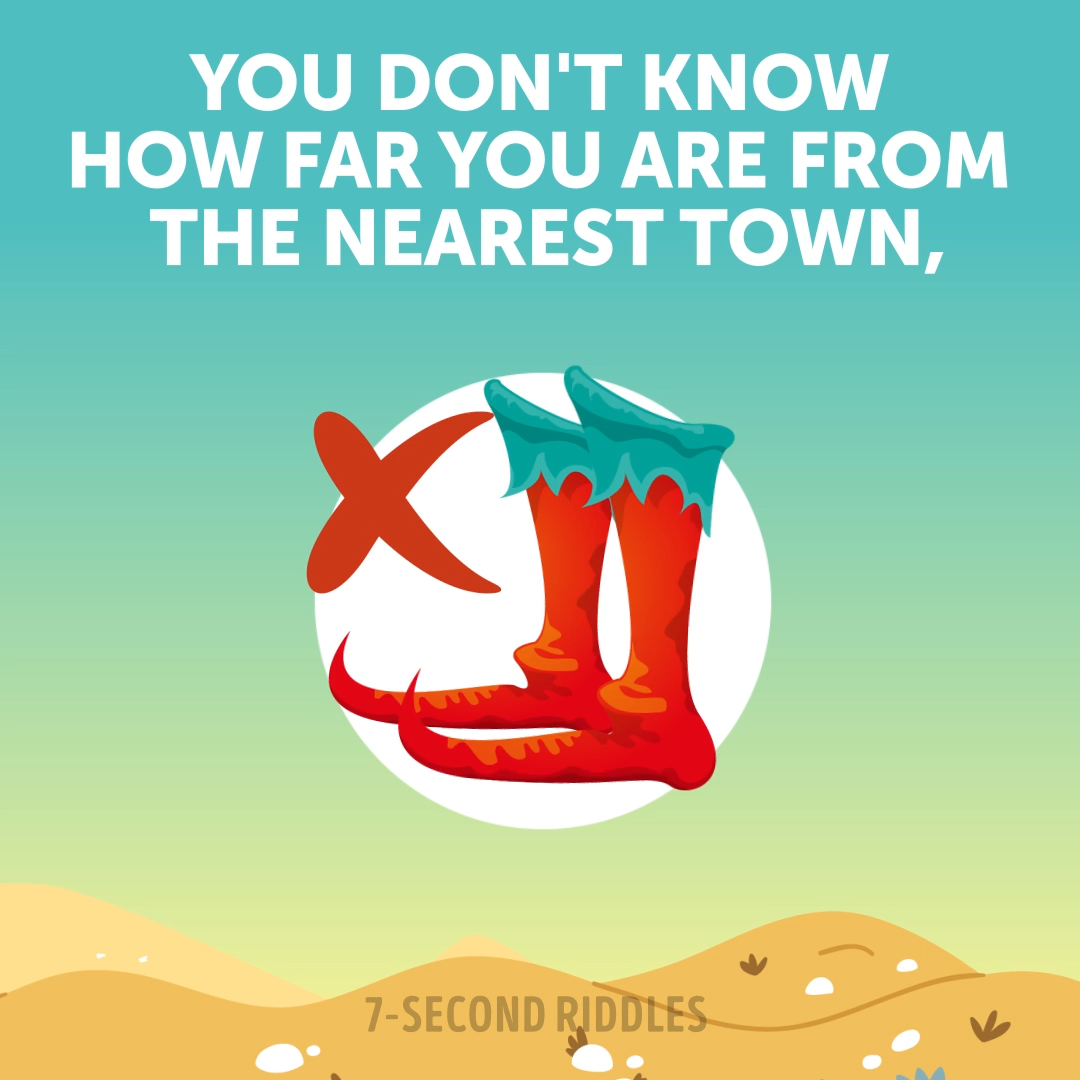 YOU DON'T KNOW
HOW FAR YOU ARE FROM
THE NEAREST TOWN,
7-SECOND RIDDLES